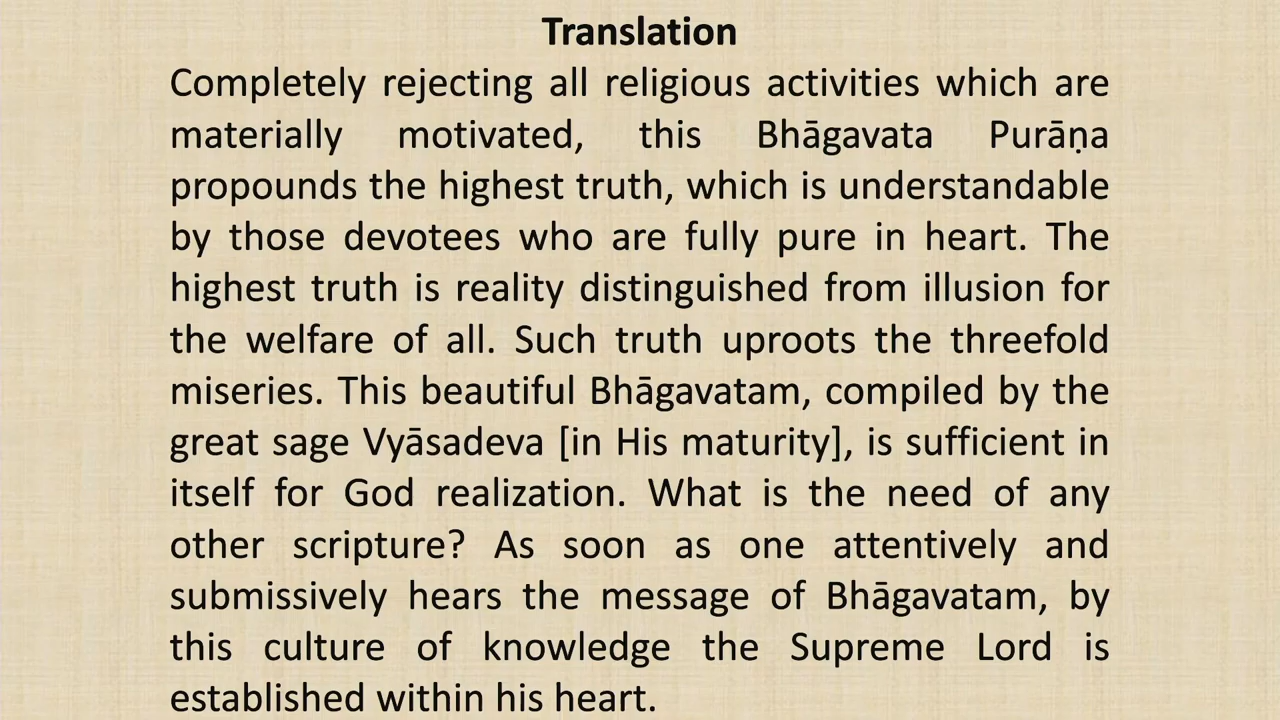 Translation
Completely rejecting all religious activities which are
materially motivated, this Bhāgavata Purāṇa
propounds the highest truth, which is understandable
by those devotees who are fully pure in heart. The
highest truth is reality distinguished from illusion for
the welfare of all. Such truth uproots the threefold
miseries. This beautiful Bhāgavatam, compiled by the
great sage Vyāsadeva [in His maturity], is sufficient in
itself for God realization. What is the need of any
other scripture? As soon as one attentively and
submissively hears the message of Bhāgavatam, by
this culture of knowledge the Supreme Lord is
established within his heart.